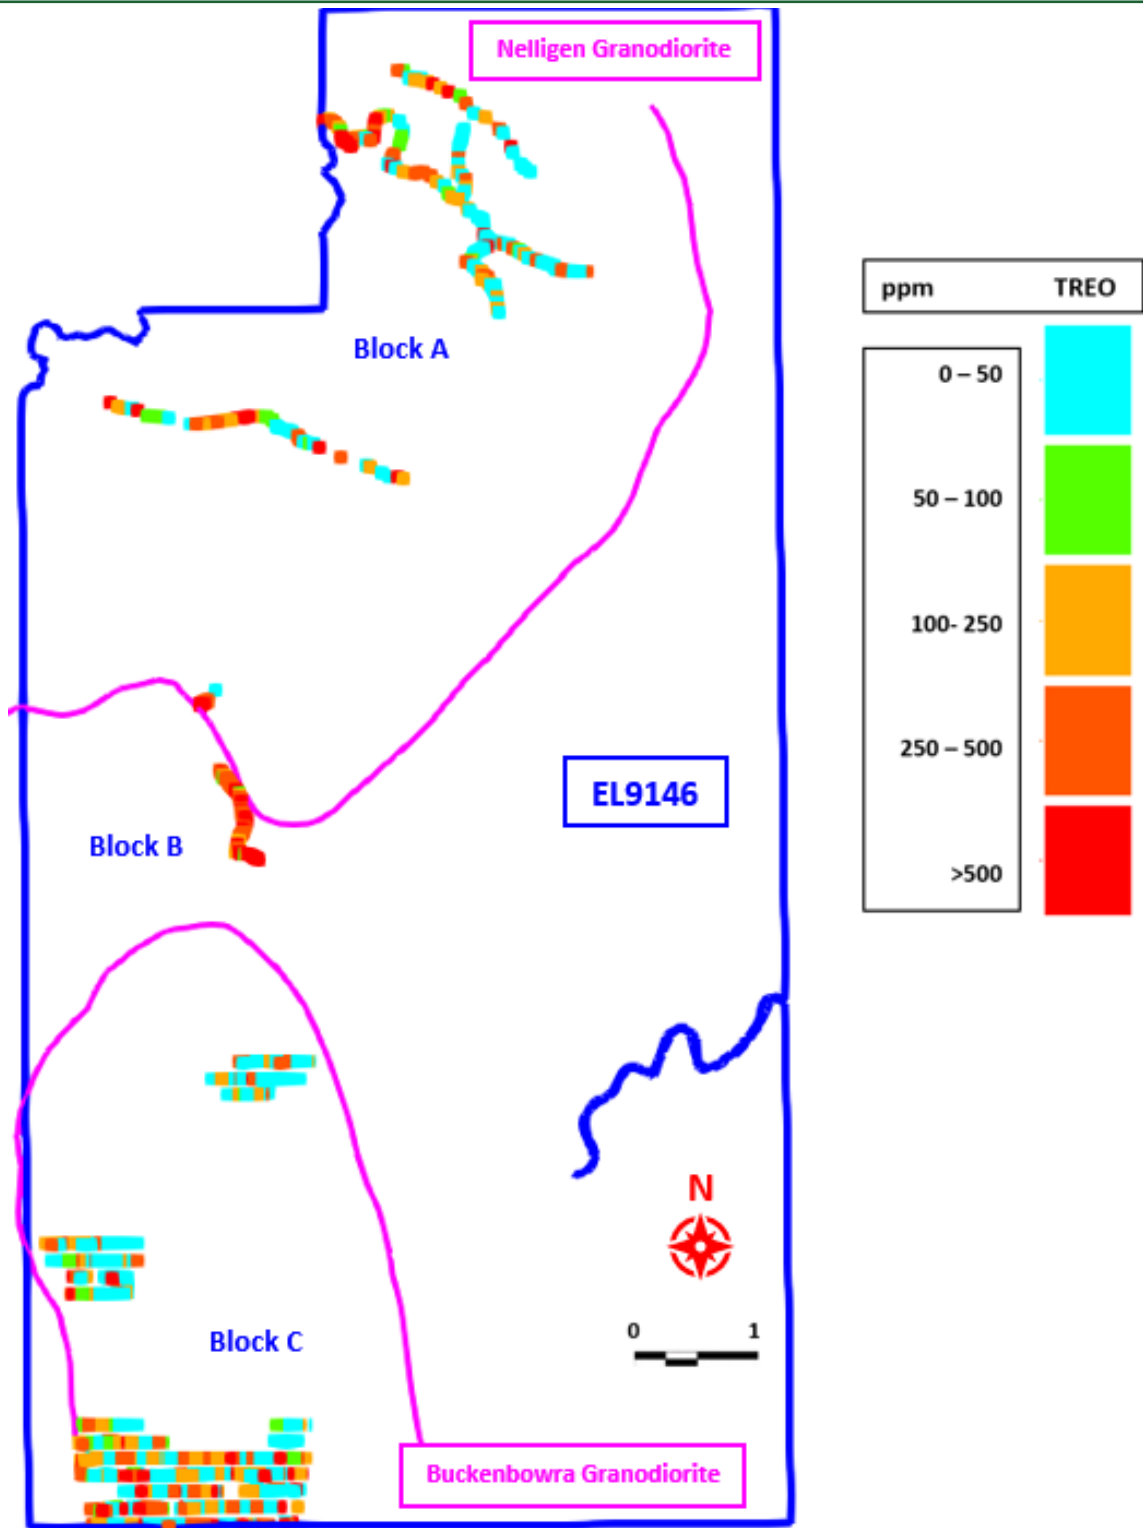 Nelligen Granodiorite
ppm TREO
0 – 50
50 – 100
100- 250
250 – 500
>500
Block A
EL9146
Block B
N
0 1
Block C
Buckenbowra Granodiorite